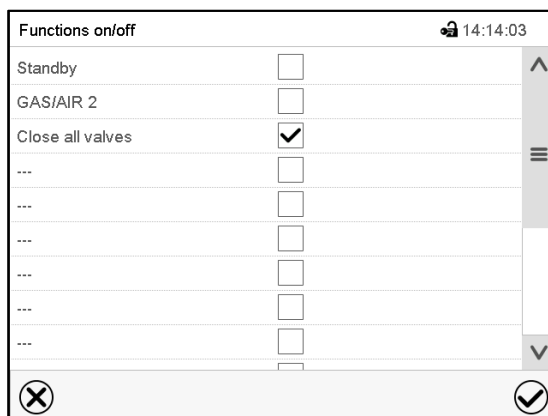 Functions on/off 14:14:03
Standby
GAS/AIR 2
Close all valves
---
---
---
---
---
---